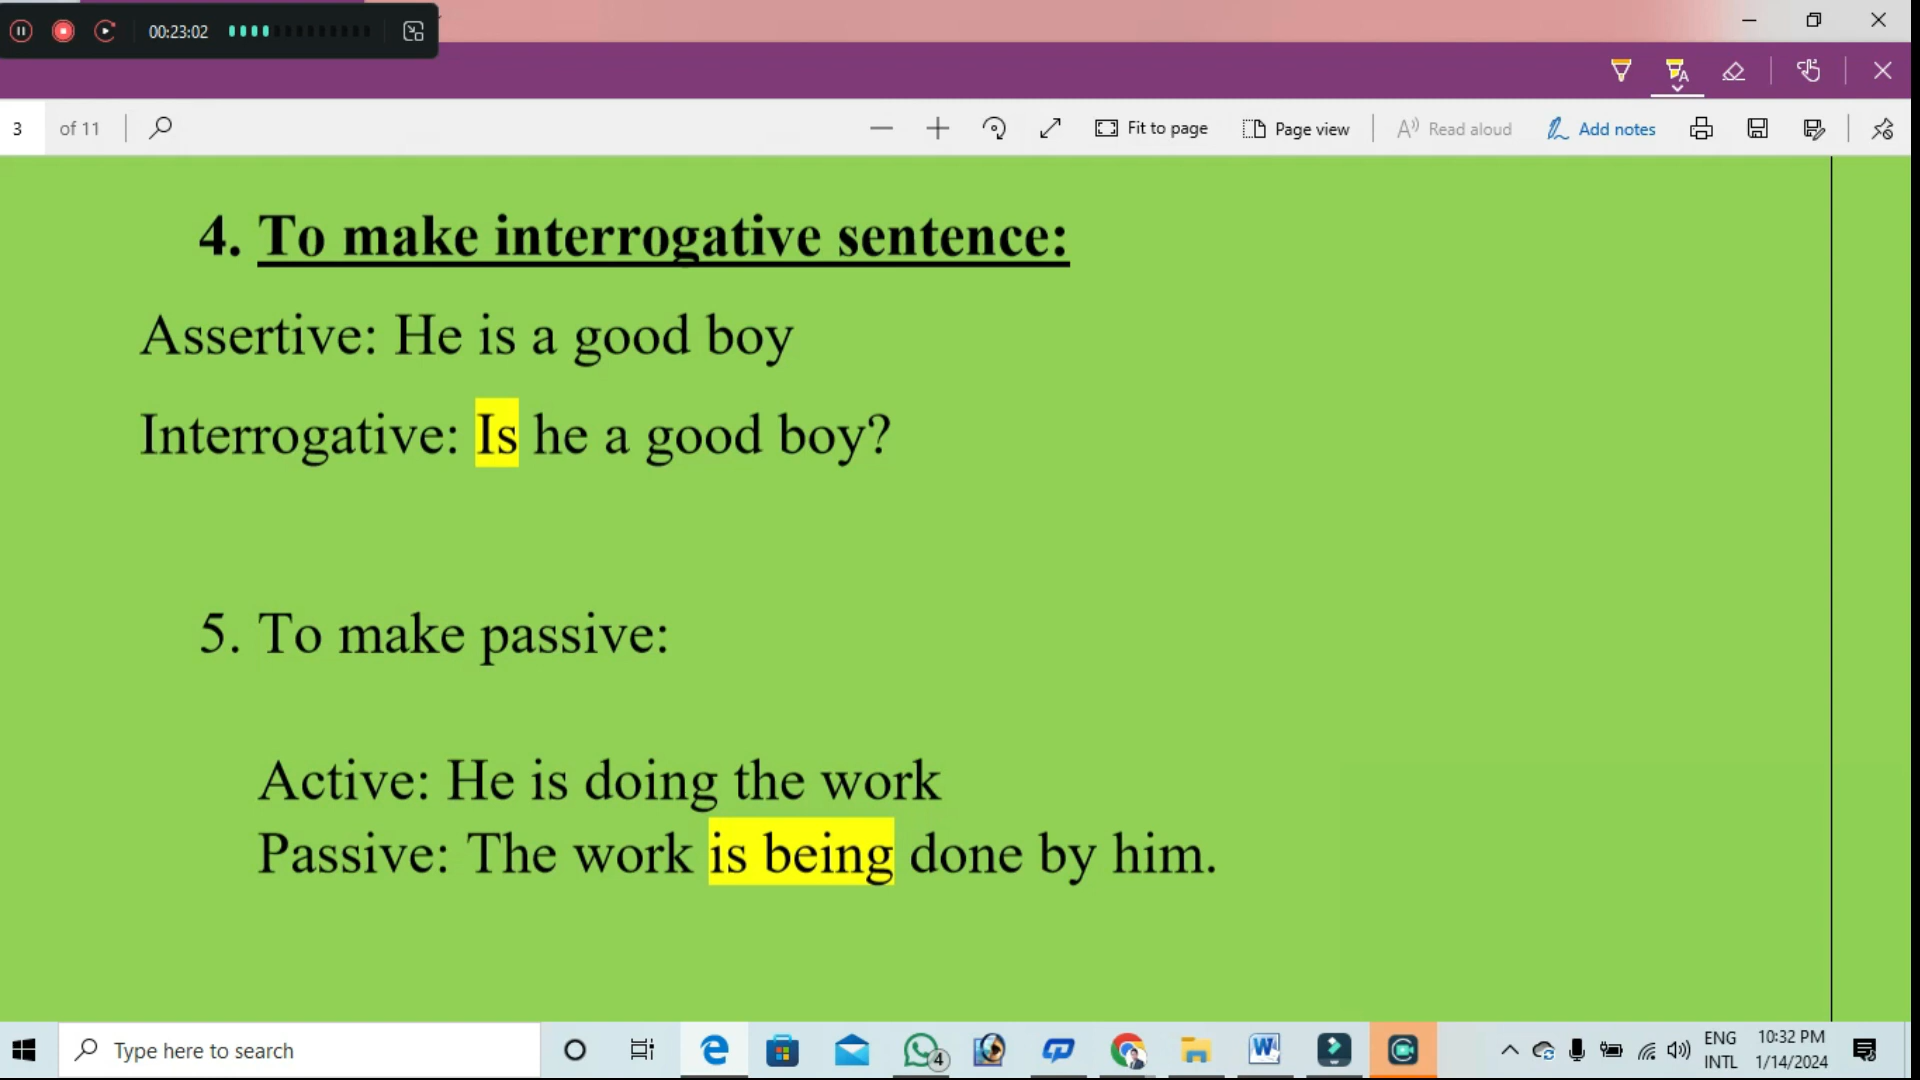 00:23:02
3 of 11 Fit to page Page view Read aloud Add notes
4. To make interrogative sentence:
Assertive: He is a good boy
Interrogative: Is he a good boy?
5. To make passive:
Active: He is doing the work
Passive: The work is being done by him.
Type here to search
4
ENG
INTL
10:32 PM
1/14/2024